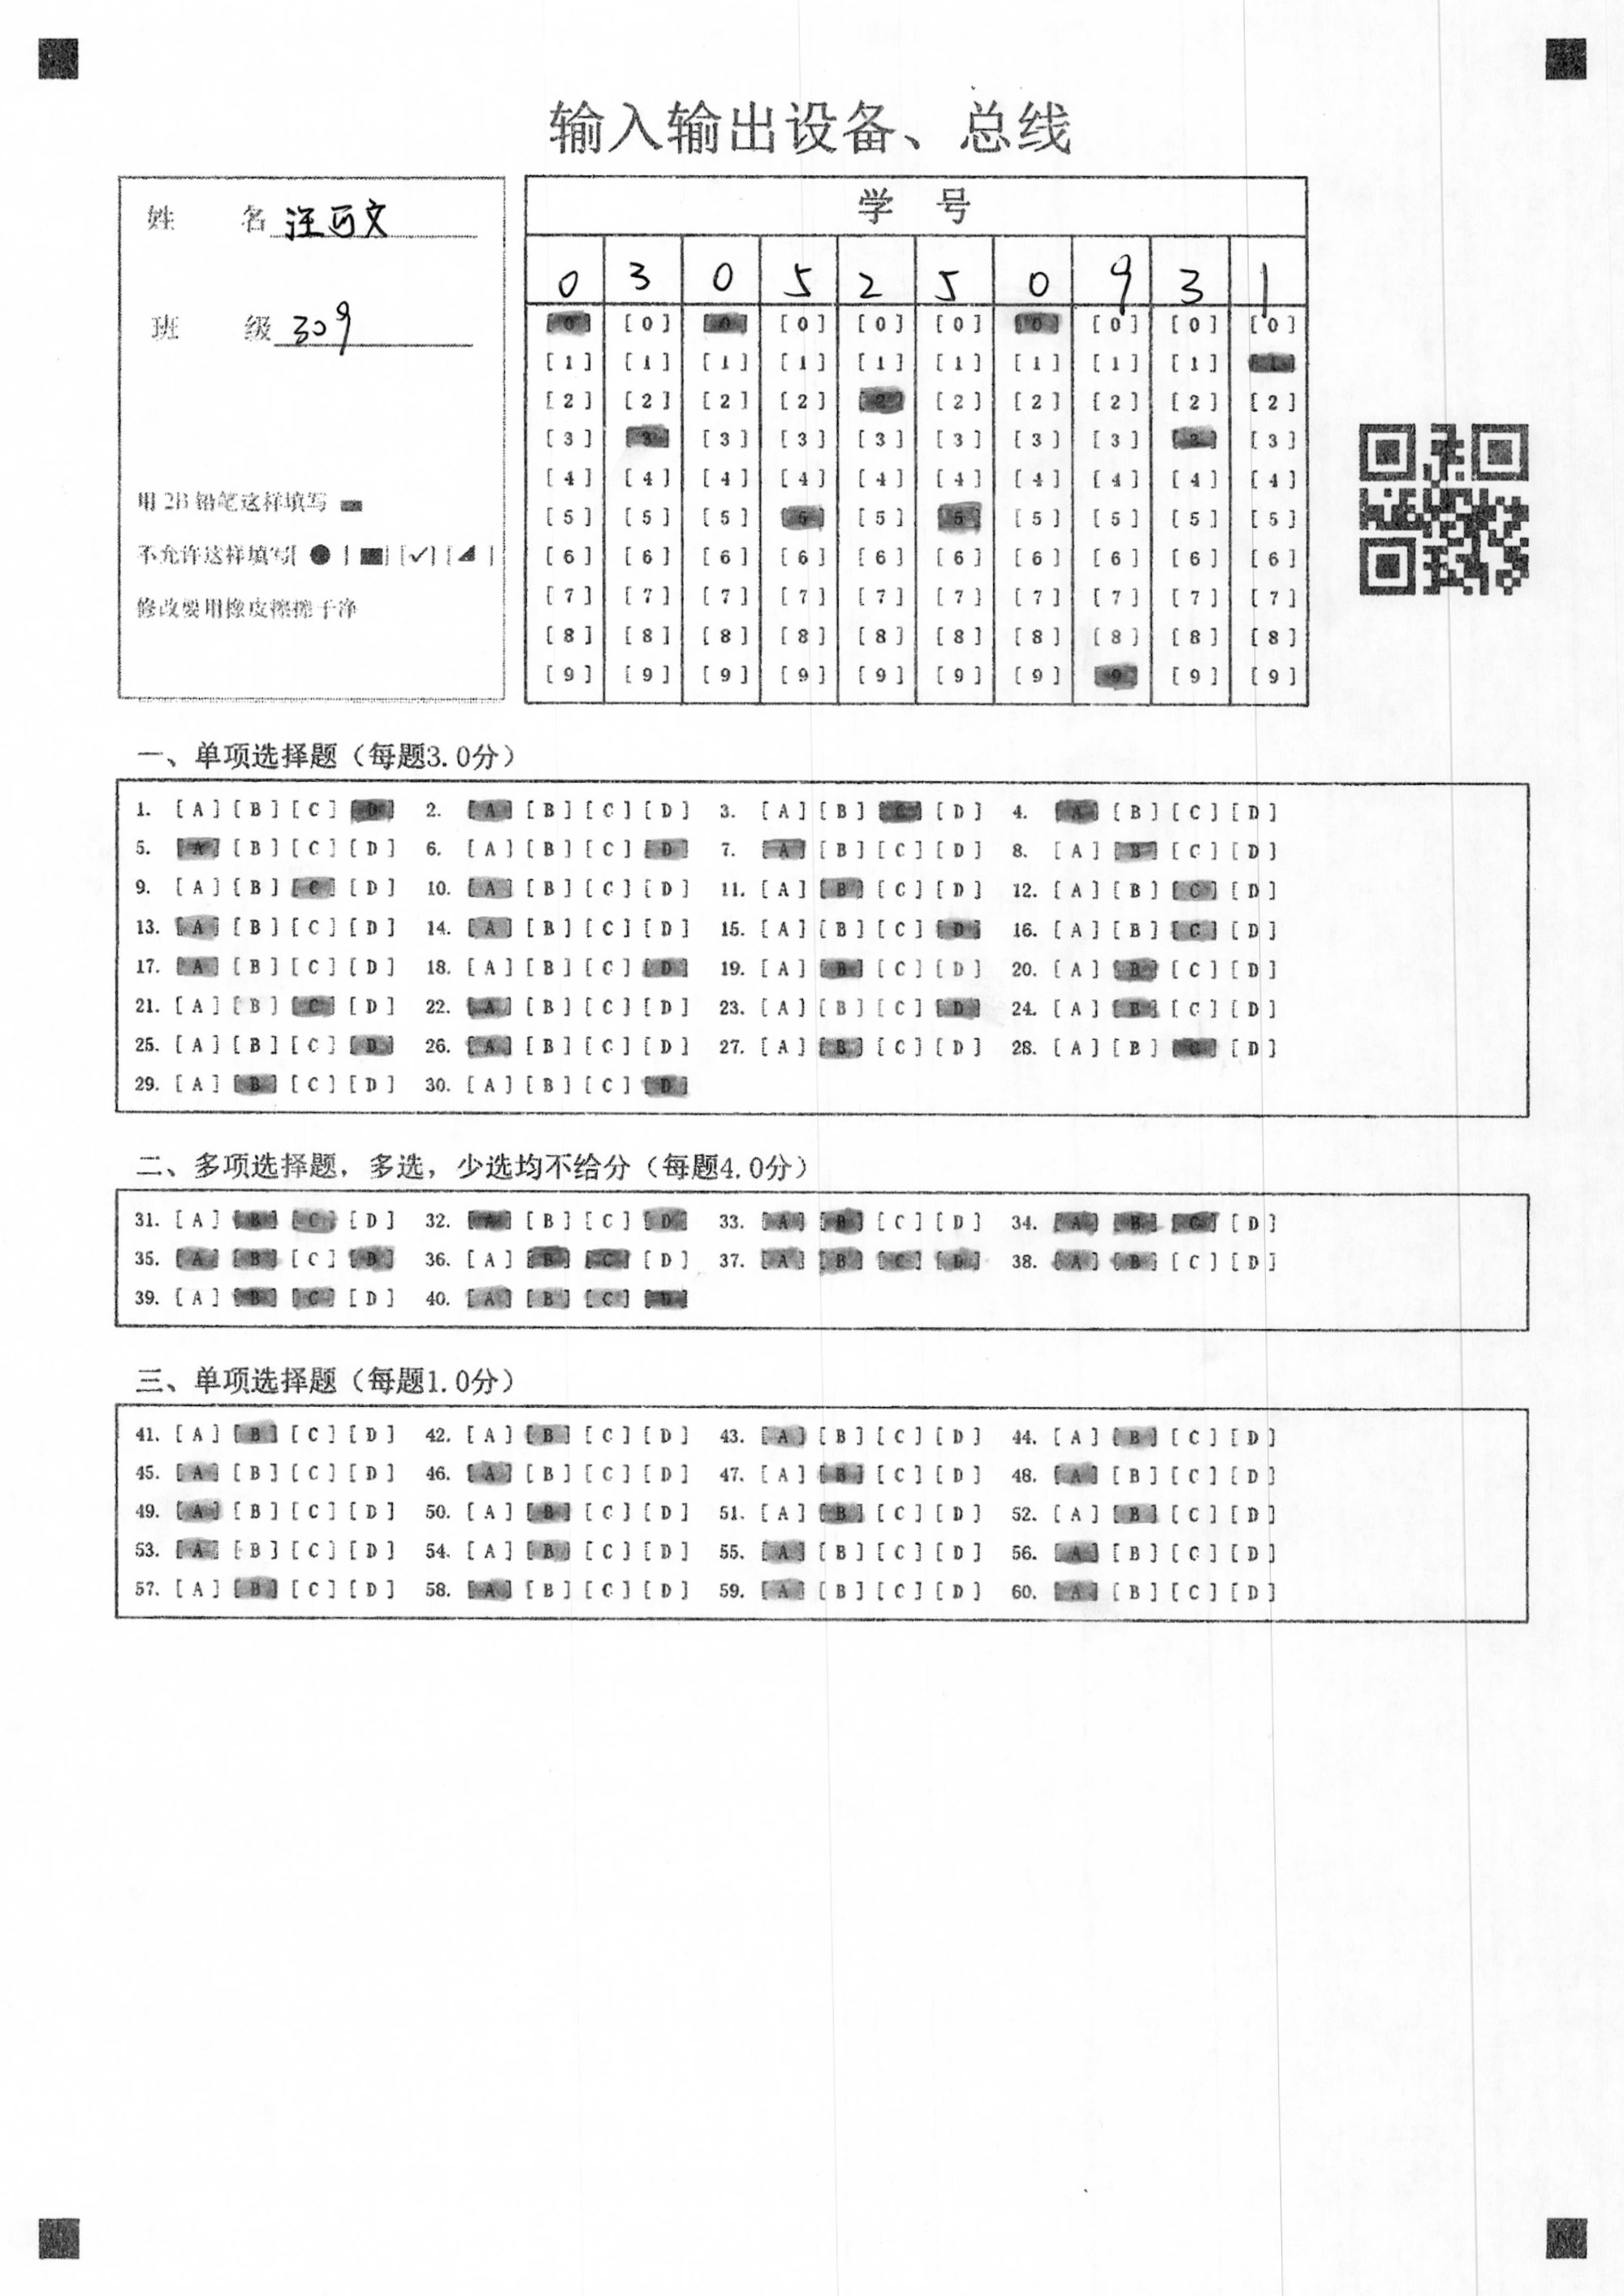 输入输出设备、总线
姓 名 汪可文
班 级 309
用 2B 铅笔这样填写
不允许这样填写[ ● ] [■] [✓] [◢ ]
修改要用橡皮擦擦干净
学 号
0 3 0 5 2 5 0 9 3 1
[0] [0] [0] [0] [0] [0] [0] [0] [0] [0]
[1] [1] [1] [1] [1] [1] [1] [1] [1] [1]
[2] [2] [2] [2] [2] [2] [2] [2] [2] [2]
[3] [3] [3] [3] [3] [3] [3] [3] [3] [3]
[4] [4] [4] [4] [4] [4] [4] [4] [4] [4]
[5] [5] [5] [5] [5] [5] [5] [5] [5] [5]
[6] [6] [6] [6] [6] [6] [6] [6] [6] [6]
[7] [7] [7] [7] [7] [7] [7] [7] [7] [7]
[8] [8] [8] [8] [8] [8] [8] [8] [8] [8]
[9] [9] [9] [9] [9] [9] [9] [9] [9] [9]
一、单项选择题（每题3.0分）
1. [A] [B] [C] [D] 2. [A] [B] [C] [D] 3. [A] [B] [C] [D] 4. [A] [B] [C] [D]
5. [A] [B] [C] [D] 6. [A] [B] [C] [D] 7. [A] [B] [C] [D] 8. [A] [B] [C] [D]
9. [A] [B] [C] [D] 10. [A] [B] [C] [D] 11. [A] [B] [C] [D] 12. [A] [B] [C] [D]
13. [A] [B] [C] [D] 14. [A] [B] [C] [D] 15. [A] [B] [C] [D] 16. [A] [B] [C] [D]
17. [A] [B] [C] [D] 18. [A] [B] [C] [D] 19. [A] [B] [C] [D] 20. [A] [B] [C] [D]
21. [A] [B] [C] [D] 22. [A] [B] [C] [D] 23. [A] [B] [C] [D] 24. [A] [B] [C] [D]
25. [A] [B] [C] [D] 26. [A] [B] [C] [D] 27. [A] [B] [C] [D] 28. [A] [B] [C] [D]
29. [A] [B] [C] [D] 30. [A] [B] [C] [D]
二、多项选择题，多选，少选均不给分（每题4.0分）
31. [A] [B] [C] [D] 32. [A] [B] [C] [D] 33. [A] [B] [C] [D] 34. [A] [B] [C] [D]
35. [A] [B] [C] [D] 36. [A] [B] [C] [D] 37. [A] [B] [C] [D] 38. [A] [B] [C] [D]
39. [A] [B] [C] [D] 40. [A] [B] [C] [D]
三、单项选择题（每题1.0分）
41. [A] [B] [C] [D] 42. [A] [B] [C] [D] 43. [A] [B] [C] [D] 44. [A] [B] [C] [D]
45. [A] [B] [C] [D] 46. [A] [B] [C] [D] 47. [A] [B] [C] [D] 48. [A] [B] [C] [D]
49. [A] [B] [C] [D] 50. [A] [B] [C] [D] 51. [A] [B] [C] [D] 52. [A] [B] [C] [D]
53. [A] [B] [C] [D] 54. [A] [B] [C] [D] 55. [A] [B] [C] [D] 56. [A] [B] [C] [D]
57. [A] [B] [C] [D] 58. [A] [B] [C] [D] 59. [A] [B] [C] [D] 60. [A] [B] [C] [D]